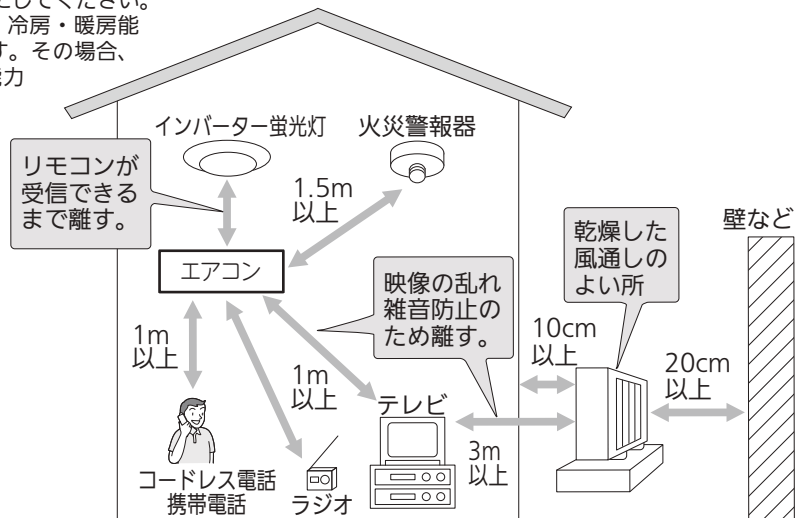 にしてください。
冷房・暖房能
す。その場合、
能力
インバーター蛍光灯
火災警報器
リモコンが
受信できる
まで離す。
1.5m
以上
エアコン
映像の乱れ
雑音防止の
ため離す。
乾燥した
風通しの
よい所
壁など
1m
以上
1m
以上
10cm
以上
20cm
以上
テレビ
3m
以上
コードレス電話
携帯電話
ラジオ